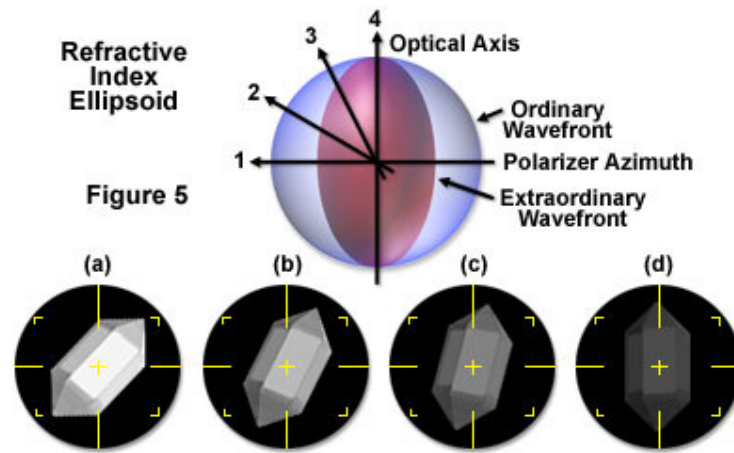 Refractive
Index
Ellipsoid
4
Optical Axis
3
2
1
Ordinary
Wavefront
Polarizer Azimuth
Extraordinary
Wavefront
Figure 5
(a) (b) (c) (d)